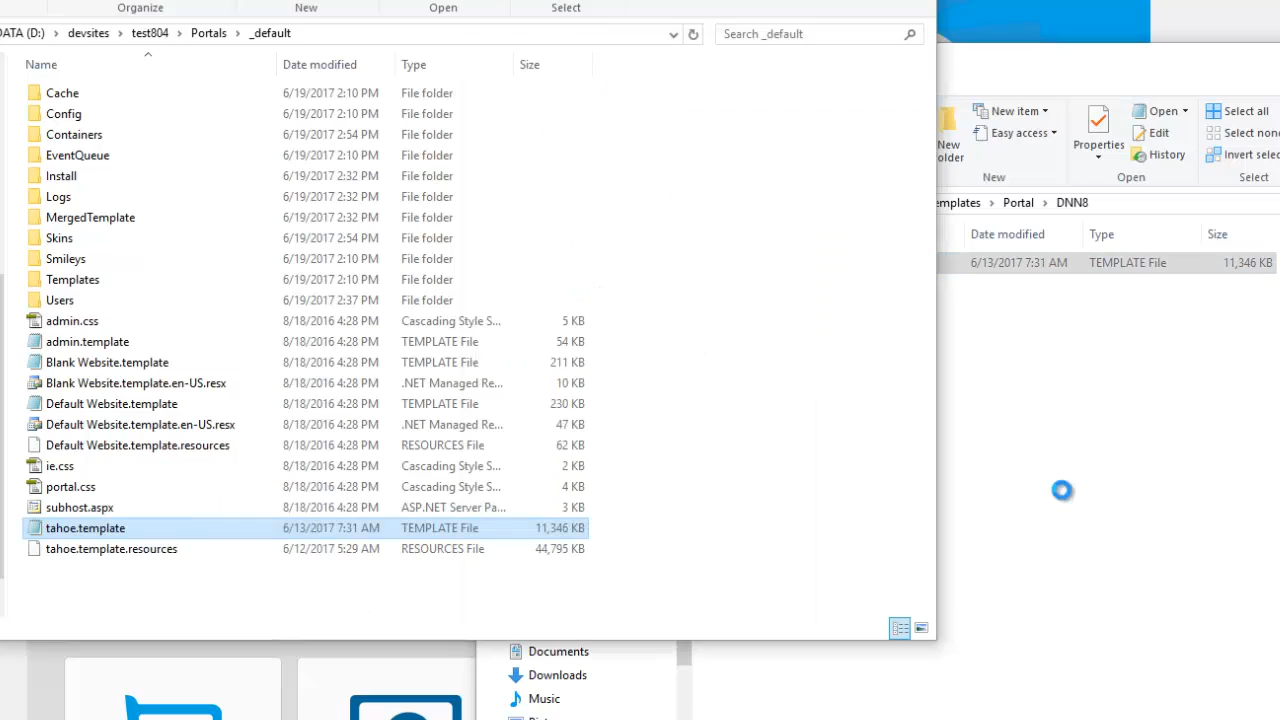 Organize New Open Select
DATA (D:) devsites test804 Portals _default
Search _default
Name Date modified Type Size
Cache 6/19/2017 2:10 PM File folder
Config 6/19/2017 2:10 PM File folder
Containers 6/19/2017 2:54 PM File folder
EventQueue 6/19/2017 2:10 PM File folder
Install 6/19/2017 2:32 PM File folder
Logs 6/19/2017 2:32 PM File folder
MergedTemplate 6/19/2017 2:32 PM File folder
Skins 6/19/2017 2:54 PM File folder
Smileys 6/19/2017 2:10 PM File folder
Templates 6/19/2017 2:10 PM File folder
Users 6/19/2017 2:37 PM File folder
admin.css 8/18/2016 4:28 PM Cascading Style S... 5 KB
admin.template 8/18/2016 4:28 PM TEMPLATE File 54 KB
Blank Website.template 8/18/2016 4:28 PM TEMPLATE File 211 KB
Blank Website.template.en-US.resx 8/18/2016 4:28 PM .NET Managed Re... 10 KB
Default Website.template 8/18/2016 4:28 PM TEMPLATE File 230 KB
Default Website.template.en-US.resx 8/18/2016 4:28 PM .NET Managed Re... 47 KB
Default Website.template.resources 8/18/2016 4:28 PM RESOURCES File 62 KB
ie.css 8/18/2016 4:28 PM Cascading Style S... 2 KB
portal.css 8/18/2016 4:28 PM Cascading Style S... 4 KB
subhost.aspx 8/18/2016 4:28 PM ASP.NET Server Pa... 3 KB
tahoe.template 6/13/2017 7:31 AM TEMPLATE File 11,346 KB
tahoe.template.resources 6/12/2017 5:29 AM RESOURCES File 44,795 KB
New item Open Select all
Easy access Edit Select none
New
folder
Properties
History Invert selec
New Open Select
emplates Portal DNN8
Date modified Type Size
6/13/2017 7:31 AM TEMPLATE File 11,346 KB
Documents
Downloads
Music